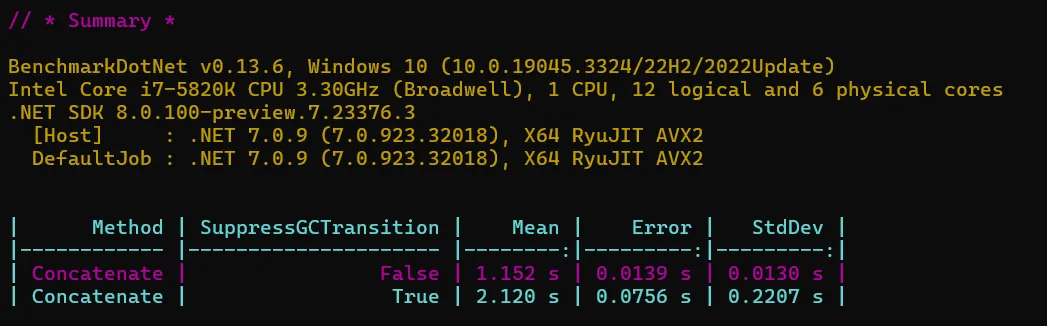 // * Summary *
BenchmarkDotNet v0.13.6, Windows 10 (10.0.19045.3324/22H2/2022Update)
Intel Core i7-5820K CPU 3.30GHz (Broadwell), 1 CPU, 12 logical and 6 physical cores
.NET SDK 8.0.100-preview.7.23376.3
  [Host]     : .NET 7.0.9 (7.0.923.32018), X64 RyuJIT AVX2
  DefaultJob : .NET 7.0.9 (7.0.923.32018), X64 RyuJIT AVX2
|      Method | SuppressGCTransition |    Mean |    Error |   StdDev |
|------------ |--------------------- |--------:|---------:|---------:|
| Concatenate |                False | 1.152 s | 0.0139 s | 0.0130 s |
| Concatenate |                 True | 2.120 s | 0.0756 s | 0.2207 s |